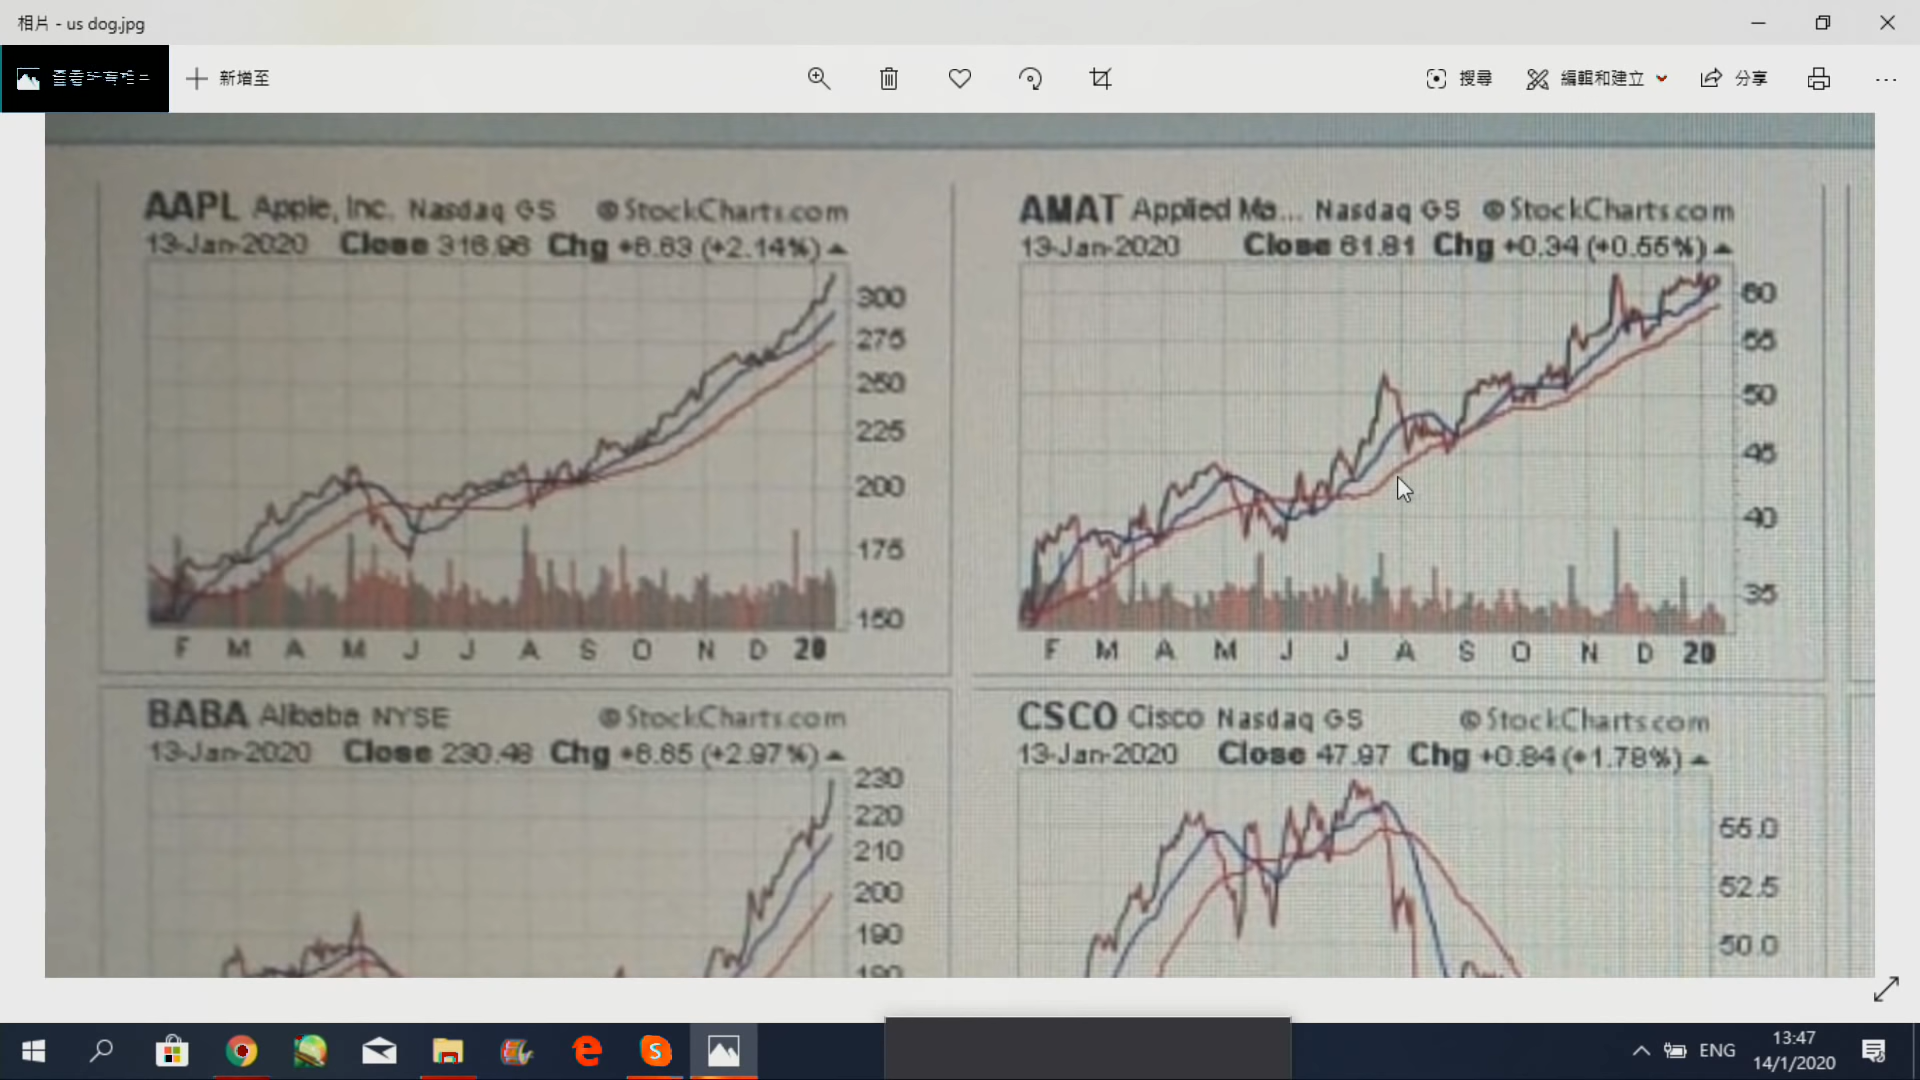 相片 - us dog.jpg
新增至
搜尋
編輯和建立
分享
AAPL Apple, Inc. Nasdaq GS © StockCharts.com
13-Jan-2020 Close 316.96 Chg +6.63 (+2.14%)
300
275
250
225
200
175
150
F M A M J J A S O N D 20
AMAT Applied Ma... Nasdaq GS © StockCharts.com
13-Jan-2020 Close 61.81 Chg +0.34 (+0.55%)
60
55
50
45
40
35
F M A M J J A S O N D 20
BABA Alibaba NYSE © StockCharts.com
13-Jan-2020 Close 230.48 Chg +6.65 (+2.97%)
230
220
210
200
190
180
CSCO Cisco Nasdaq GS © StockCharts.com
13-Jan-2020 Close 47.97 Chg +0.84 (+1.78%)
55.0
52.5
50.0
ENG
13:47
14/1/2020